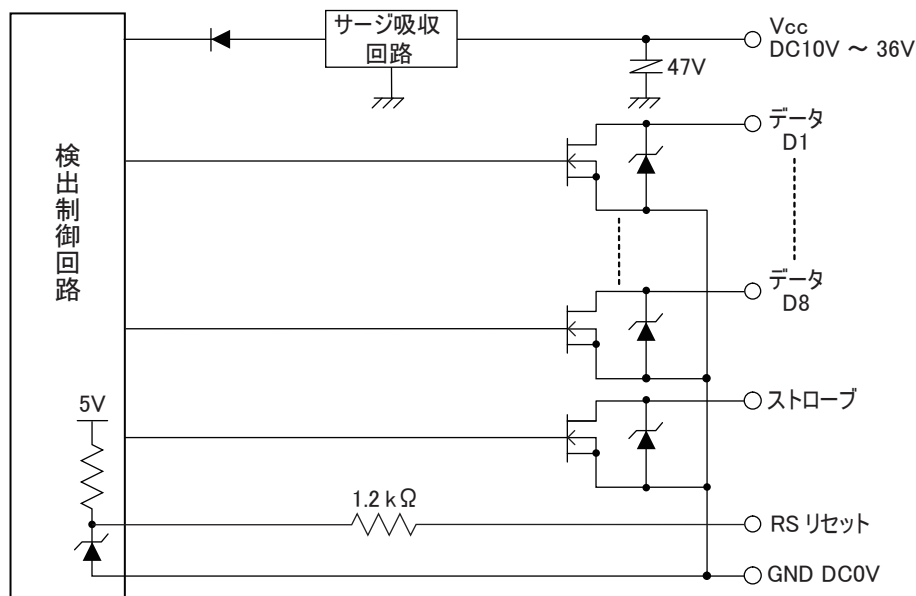 サージ吸収
回路
Vcc
DC10V ～ 36V
47V
データ
D1
検出制御回路
データ
D8
5V
ストローブ
1.2ｋΩ
RS リセット
GND DC0V